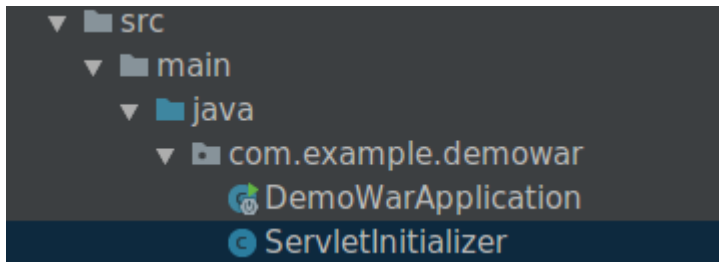 src
main
java
com.example.demowar
DemoWarApplication
ServletInitializer